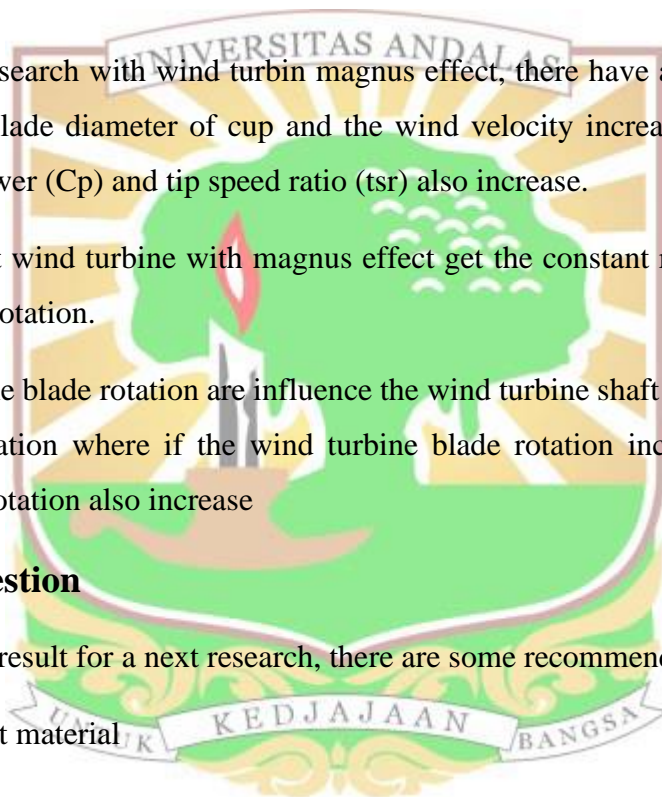 UNIVERSITAS ANDALAS
search with wind turbin magnus effect, there have a
lade diameter of cup and the wind velocity increa
wer (Cp) and tip speed ratio (tsr) also increase.
t wind turbine with magnus effect get the constant
otation.
e blade rotation are influence the wind turbine shaft
ation where if the wind turbine blade rotation inc
otation also increase
estion
result for a next research, there are some recommen
t material
UNTUK KEDJAJAAN BANGSA